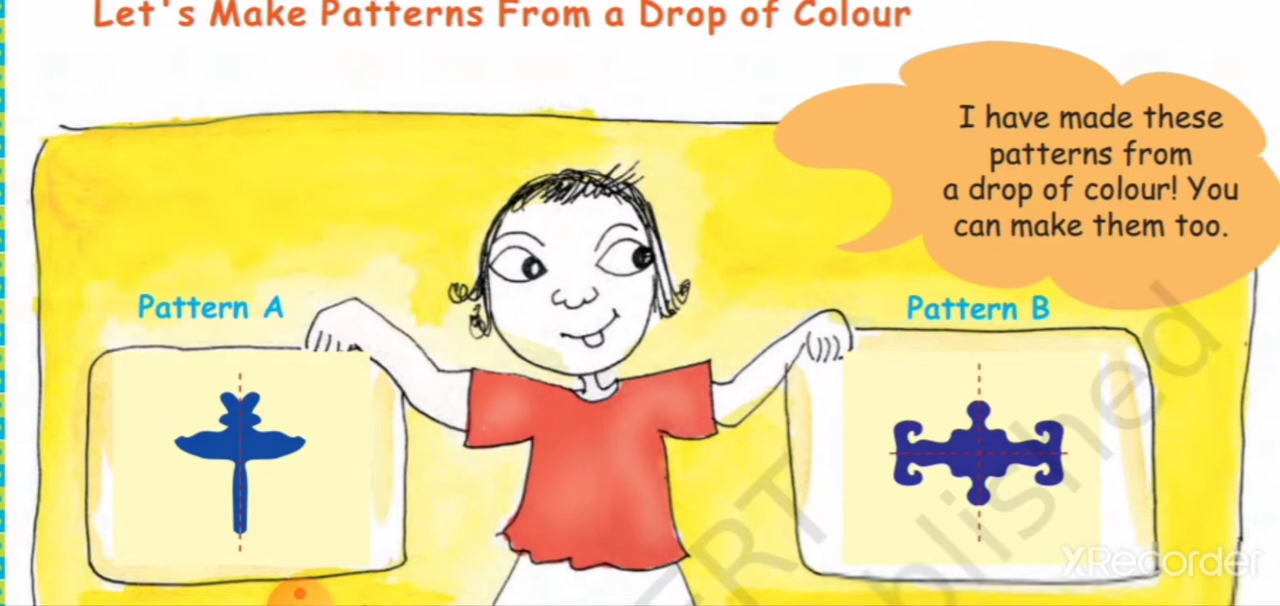 Let's Make Patterns From a Drop of Colour
I have made these
patterns from
a drop of colour! You
can make them too.
Pattern A
Pattern B
XRecorder